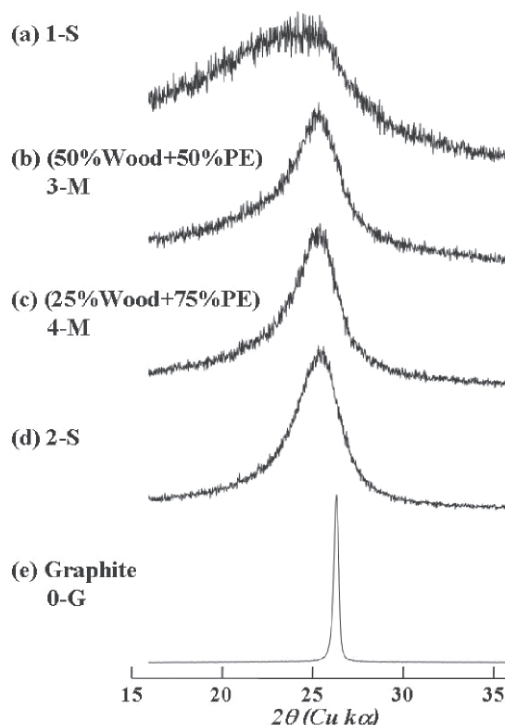 (a) 1-S
(b) (50%Wood+50%PE)
3-M
(c) (25%Wood+75%PE)
4-M
(d) 2-S
(e) Graphite
0-G
15 20 25 30 35
2θ (Cu kα)